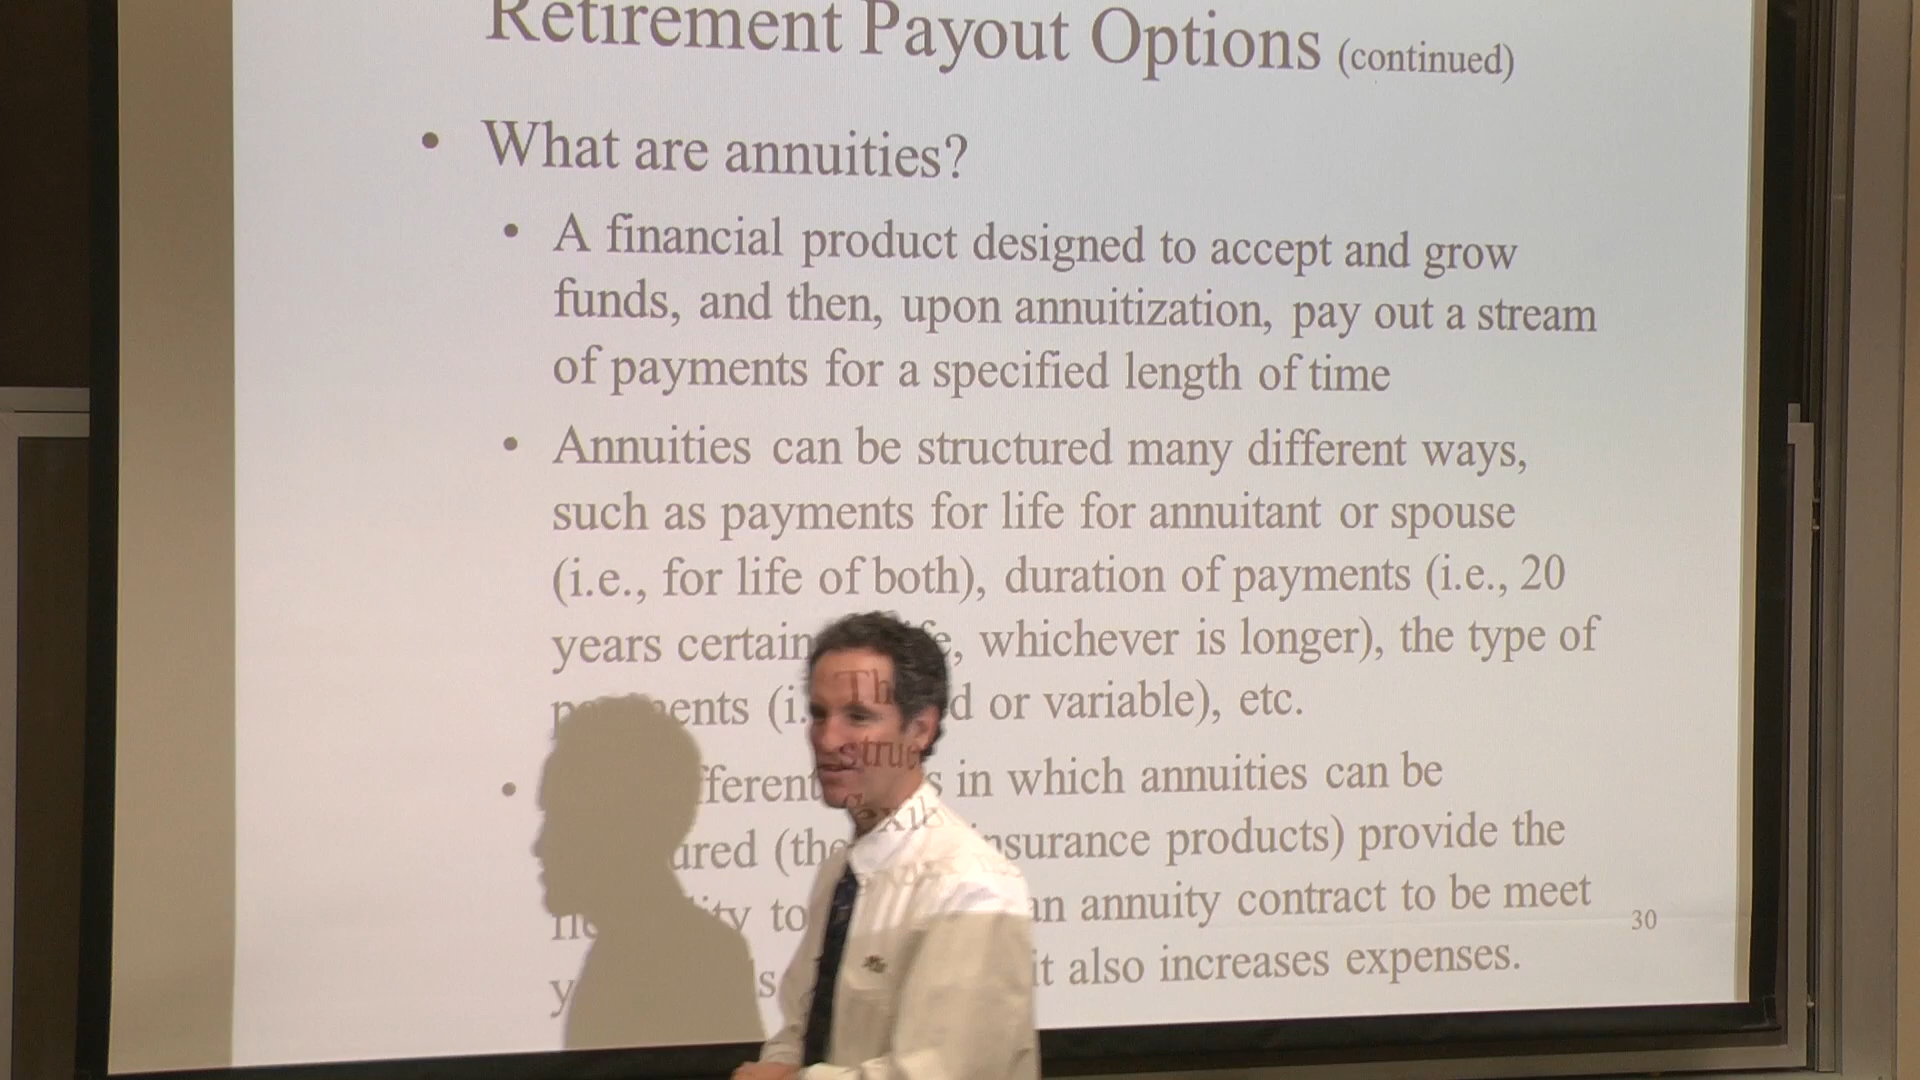 Retirement Payout Options (continued)
• What are annuities?
• A financial product designed to accept and grow
funds, and then, upon annuitization, pay out a stream
of payments for a specified length of time
• Annuities can be structured many different ways,
such as payments for life for annuitant or spouse
(i.e., for life of both), duration of payments (i.e., 20
years certain whichever is longer), the type of
or variable), etc.
• in which annuities can be
insurance products) provide the
to an annuity contract to be meet
30
it also increases expenses.